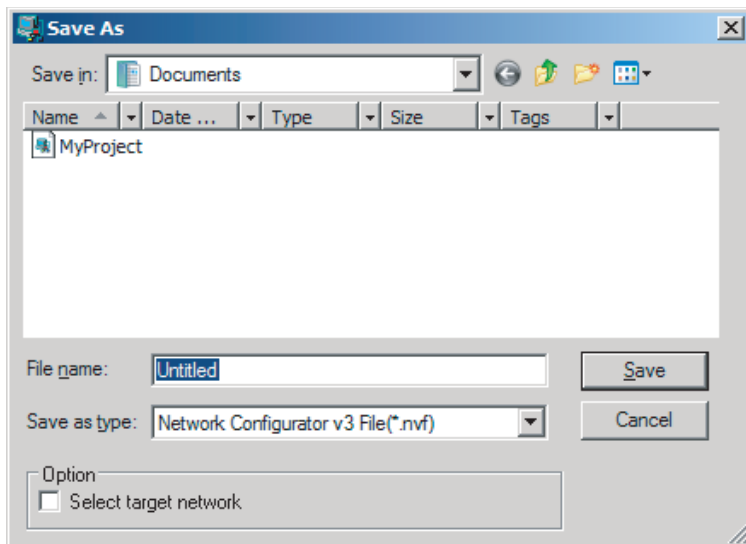 Save As
Save in: Documents
Name Date ... Type Size Tags
MyProject
File name: Untitled Save
Save as type: Network Configurator v3 File(*.nvf) Cancel
Option
Select target network